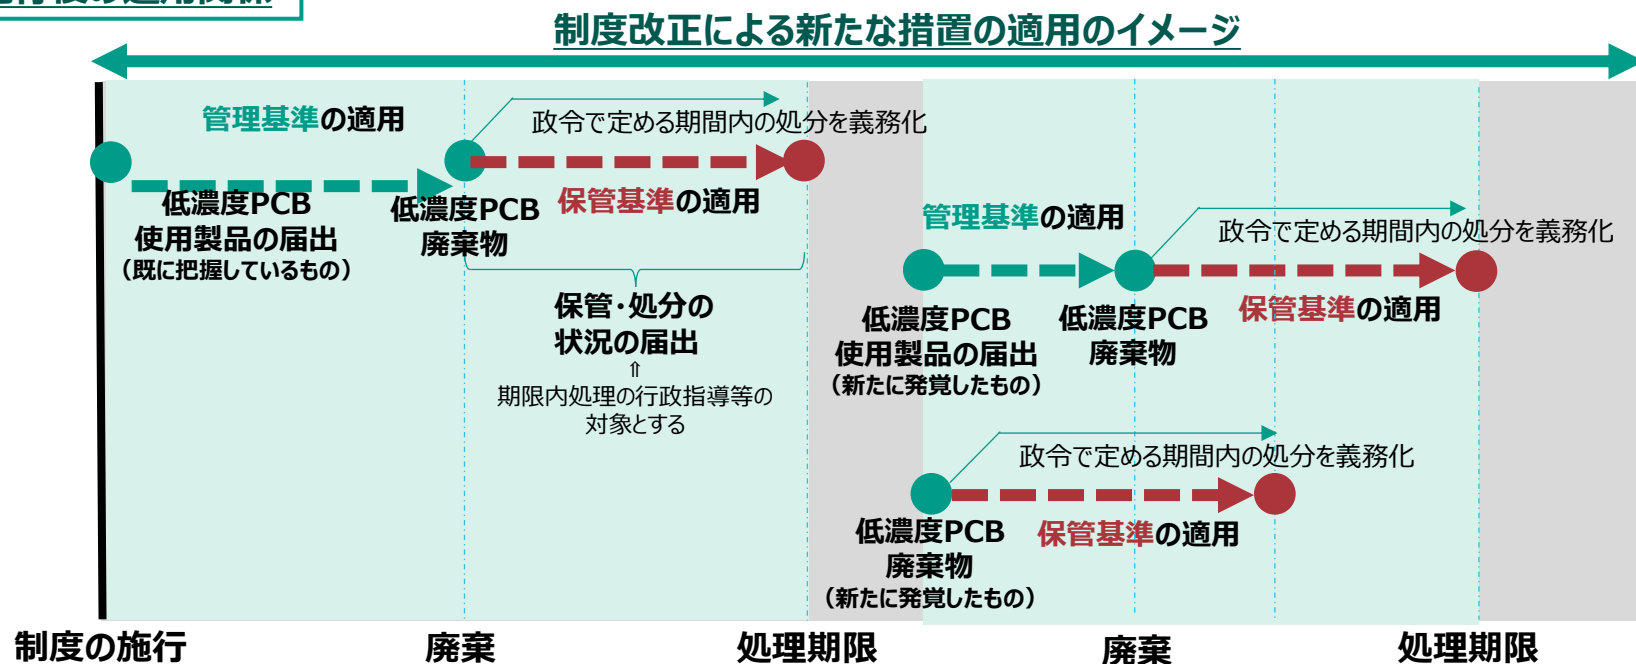 の適用関係
制度改正による新たな措置の適用のイメージ
管理基準の適用
政令で定める期間内の処分を義務化
低濃度PCB
使用製品の届出
（既に把握しているもの）
低濃度PCB
廃棄物
保管基準の適用
保管・処分の
状況の届出
⇑
期限内処理の行政指導等の
対象とする
管理基準の適用
政令で定める期間内の処分を義務化
低濃度PCB
使用製品の届出
（新たに発覚したもの）
低濃度PCB
廃棄物
保管基準の適用
政令で定める期間内の処分を義務化
低濃度PCB
廃棄物
（新たに発覚したもの）
保管基準の適用
制度の施行
廃棄
処理期限
廃棄
処理期限